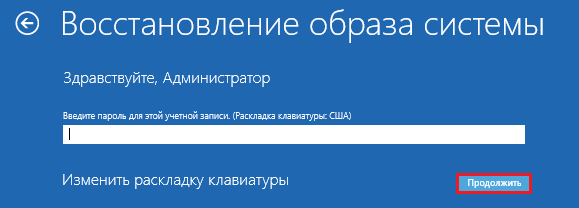 Восстановление образа системы
Здравствуйте, Администратор
Введите пароль для этой учетной записи. (Раскладка клавиатуры: США)
Изменить раскладку клавиатуры
Продолжить